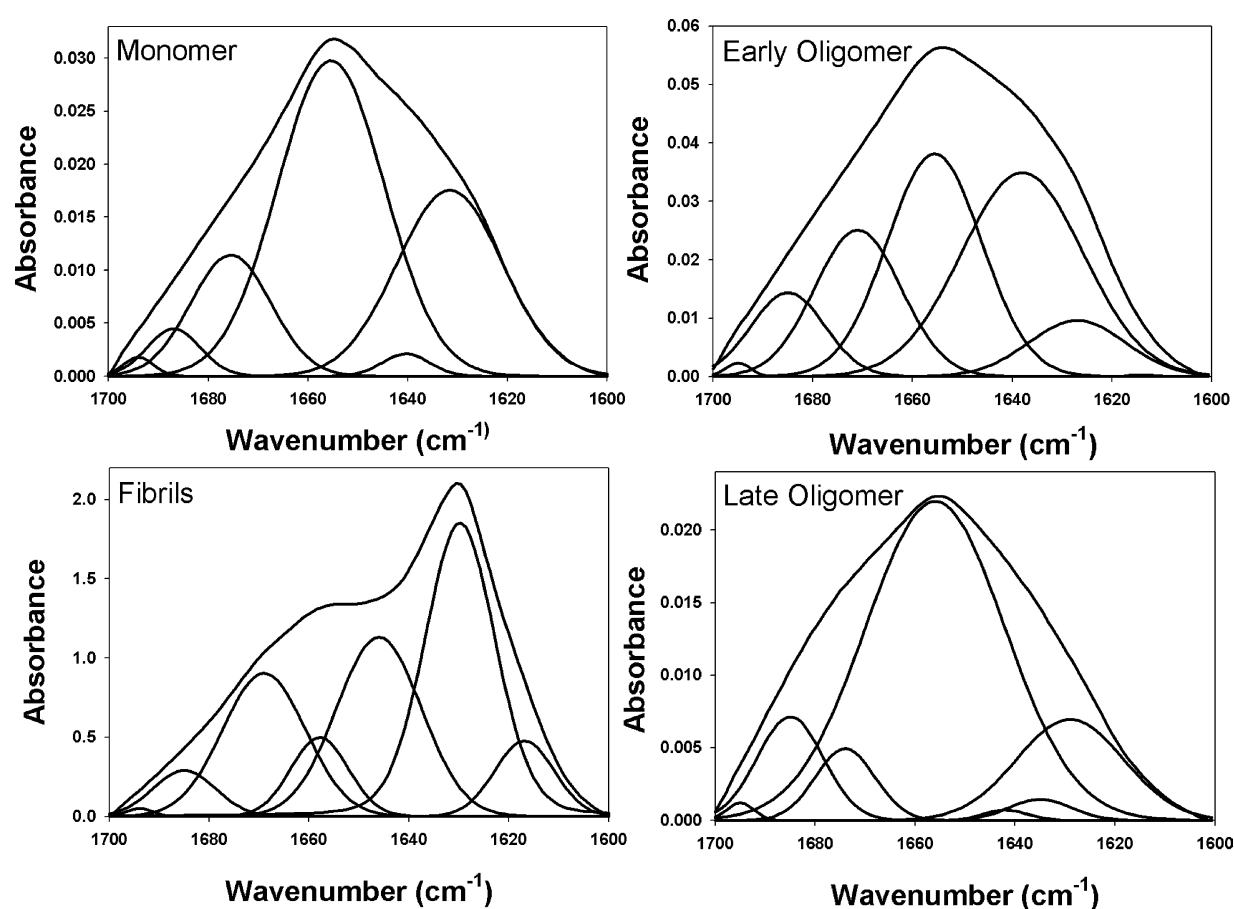 Monomer
Absorbance
0.030
0.025
0.020
0.015
0.010
0.005
0.000
1700 1680 1660 1640 1620 1600
Wavenumber (cm-1)
Early Oligomer
Absorbance
0.06
0.05
0.04
0.03
0.02
0.01
0.00
1700 1680 1660 1640 1620 1600
Wavenumber (cm-1)
Fibrils
Absorbance
2.0
1.5
1.0
0.5
0.0
1700 1680 1660 1640 1620 1600
Wavenumber (cm-1)
Late Oligomer
Absorbance
0.020
0.015
0.010
0.005
0.000
1700 1680 1660 1640 1620 1600
Wavenumber (cm-1)